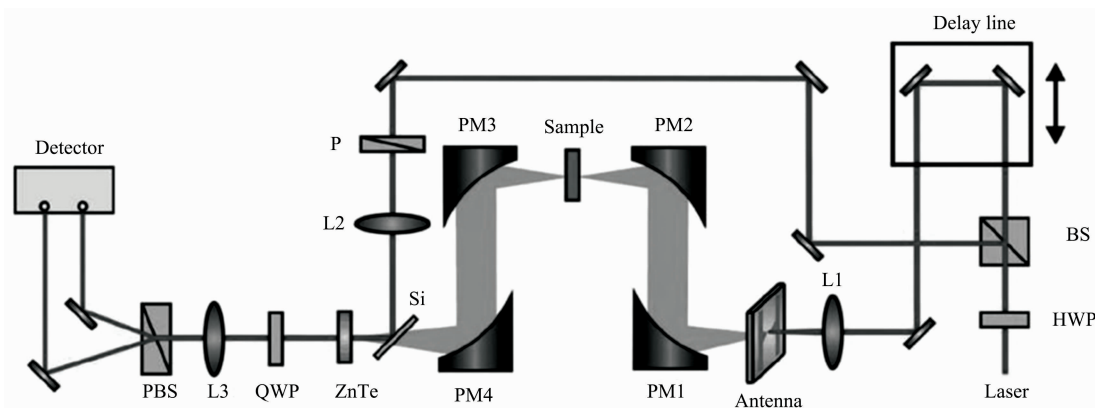 Delay line
PM3
Sample
PM2
P
Detector
L2
BS
Si
L1
HWP
PBS
L3
QWP
ZnTe
PM4
PM1
Antenna
Laser